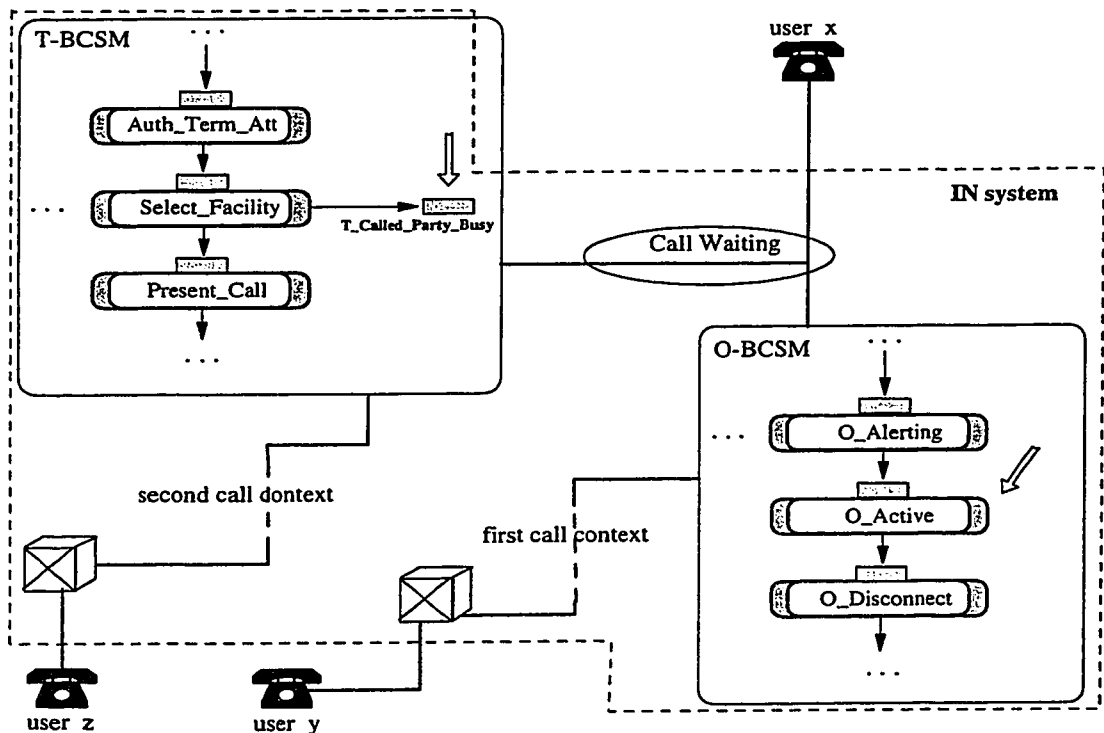 T-BCSM
. . .
Auth_Term_Att
. . .
Select_Facility
T_Called_Party_Busy
Present_Call
. . .
user x
IN system
Call Waiting
O-BCSM
. . .
O_Alerting
. . .
O_Active
O_Disconnect
. . .
second call dontext
first call context
user z
user y